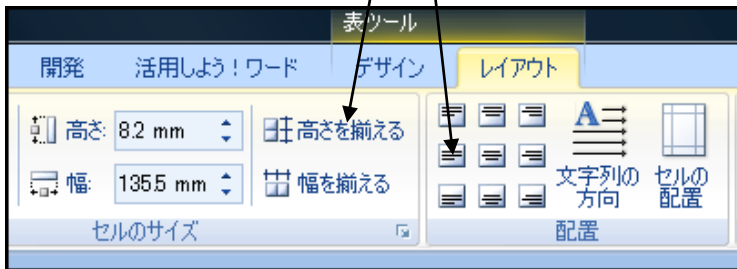 表ツール
開発 活用しよう！ワード デザイン レイアウト
高さ: 8.2 mm 高さを揃える
幅: 135.5 mm 幅を揃える
文字列の方向 セルの配置
セルのサイズ 配置